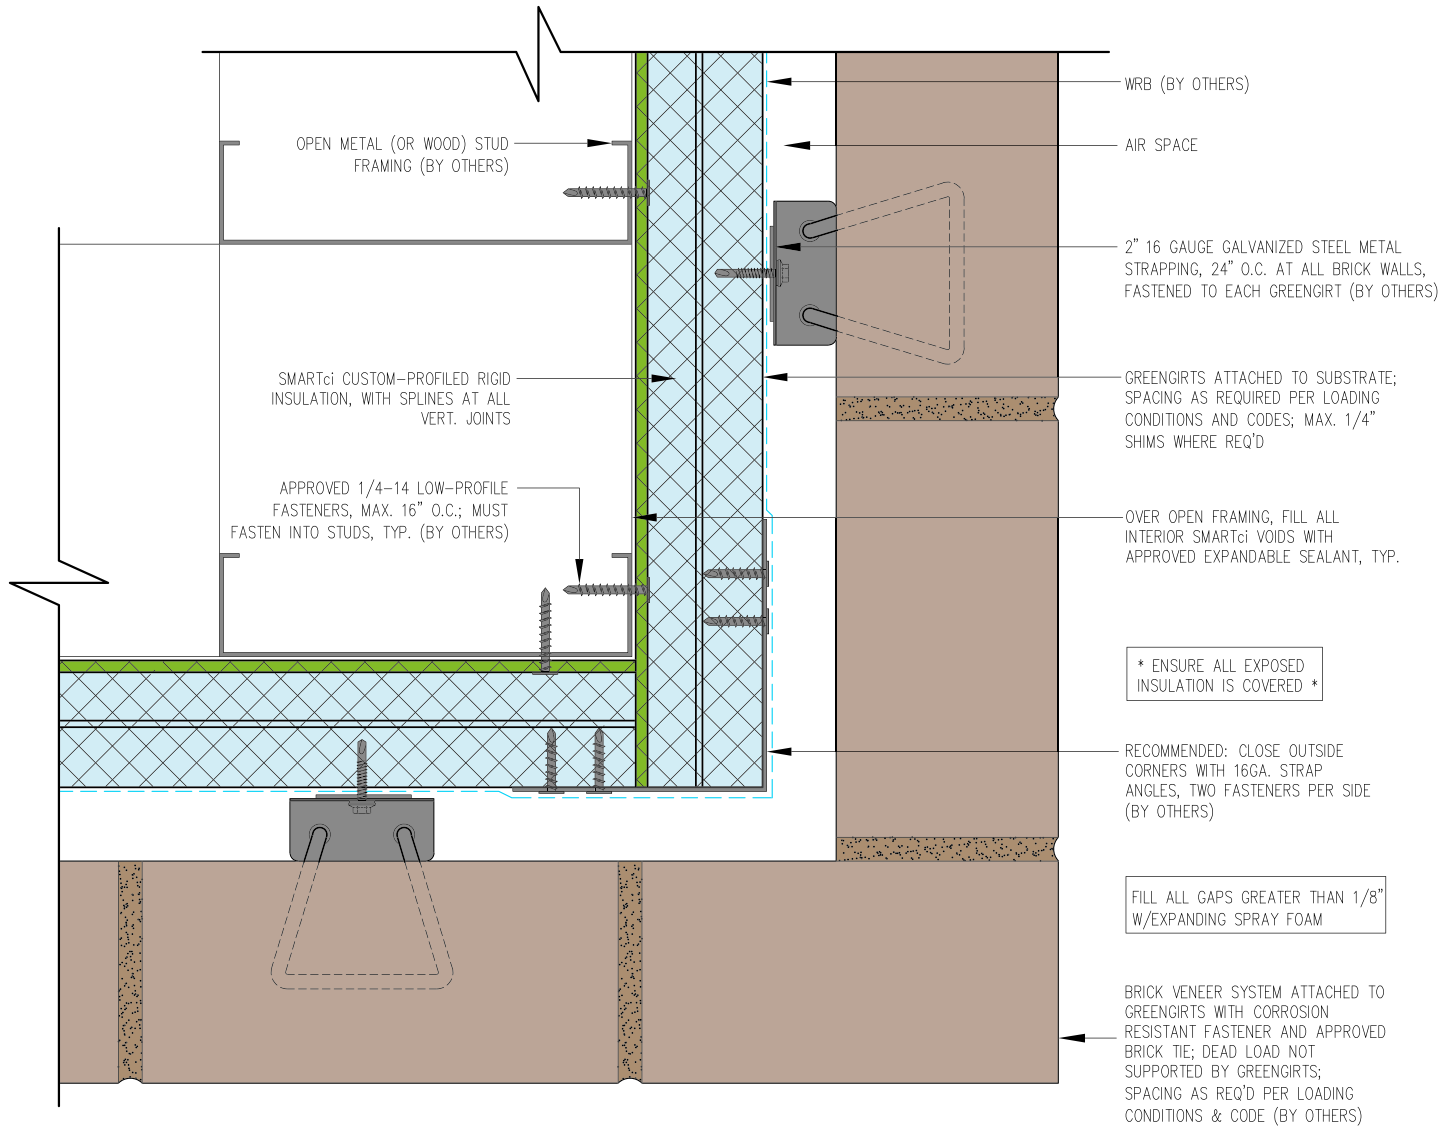 OPEN METAL (OR WOOD) STUD
FRAMING (BY OTHERS)
SMARTci CUSTOM-PROFILED RIGID
INSULATION, WITH SPLINES AT ALL
VERT. JOINTS
APPROVED 1/4-14 LOW-PROFILE
FASTENERS, MAX. 16" O.C.; MUST
FASTEN INTO STUDS, TYP. (BY OTHERS)
WRB (BY OTHERS)
AIR SPACE
2" 16 GAUGE GALVANIZED STEEL METAL
STRAPPING, 24" O.C. AT ALL BRICK WALLS,
FASTENED TO EACH GREENGIRT (BY OTHERS)
GREENGIRTS ATTACHED TO SUBSTRATE;
SPACING AS REQUIRED PER LOADING
CONDITIONS AND CODES; MAX. 1/4"
SHIMS WHERE REQ'D
OVER OPEN FRAMING, FILL ALL
INTERIOR SMARTci VOIDS WITH
APPROVED EXPANDABLE SEALANT, TYP.
* ENSURE ALL EXPOSED
INSULATION IS COVERED *
RECOMMENDED: CLOSE OUTSIDE
CORNERS WITH 16GA. STRAP
ANGLES, TWO FASTENERS PER SIDE
(BY OTHERS)
FILL ALL GAPS GREATER THAN 1/8"
W/EXPANDING SPRAY FOAM
BRICK VENEER SYSTEM ATTACHED TO
GREENGIRTS WITH CORROSION
RESISTANT FASTENER AND APPROVED
BRICK TIE; DEAD LOAD NOT
SUPPORTED BY GREENGIRTS;
SPACING AS REQ'D PER LOADING
CONDITIONS & CODE (BY OTHERS)